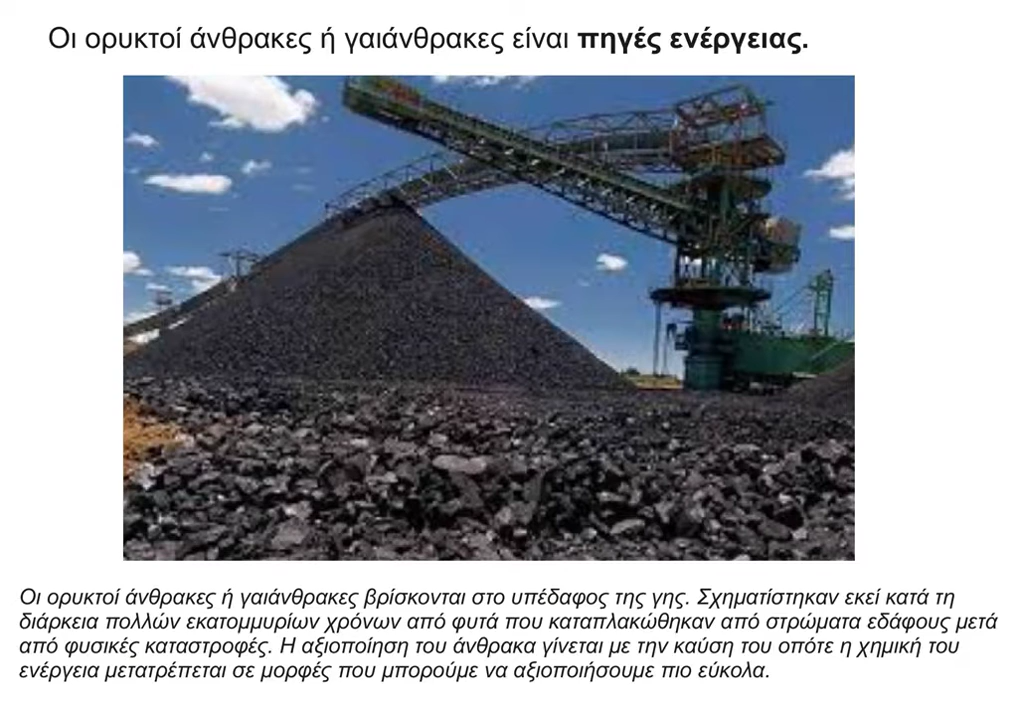 Οι ορυκτοί άνθρακες ή γαιάνθρακες είναι πηγές ενέργειας.
Οι ορυκτοί άνθρακες ή γαιάνθρακες βρίσκονται στο υπέδαφος της γης. Σχηματίστηκαν εκεί κατά τη
διάρκεια πολλών εκατομμυρίων χρόνων από φυτά που καταπλακώθηκαν από στρώματα εδάφους μετά
από φυσικές καταστροφές. Η αξιοποίηση του άνθρακα γίνεται με την καύση του οπότε η χημική του
ενέργεια μετατρέπεται σε μορφές που μπορούμε να αξιοποιήσουμε πιο εύκολα.